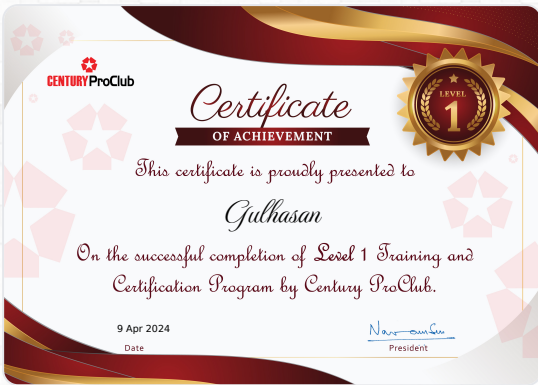 CENTURY ProClub
LEVEL
1
Certificate
OF ACHIEVEMENT
This certificate is proudly presented to
Gulhasan
On the successful completion of Level 1 Training and
Certification Program by Century ProClub.
9 Apr 2024
Date
President